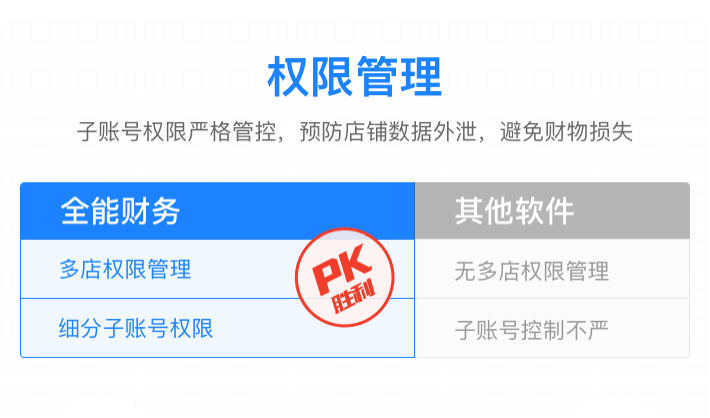 权限管理
子账号权限严格管控，预防店铺数据外泄，避免财物损失
全能财务
其他软件
多店权限管理
无多店权限管理
PK
胜利
细分子账号权限
子账号控制不严